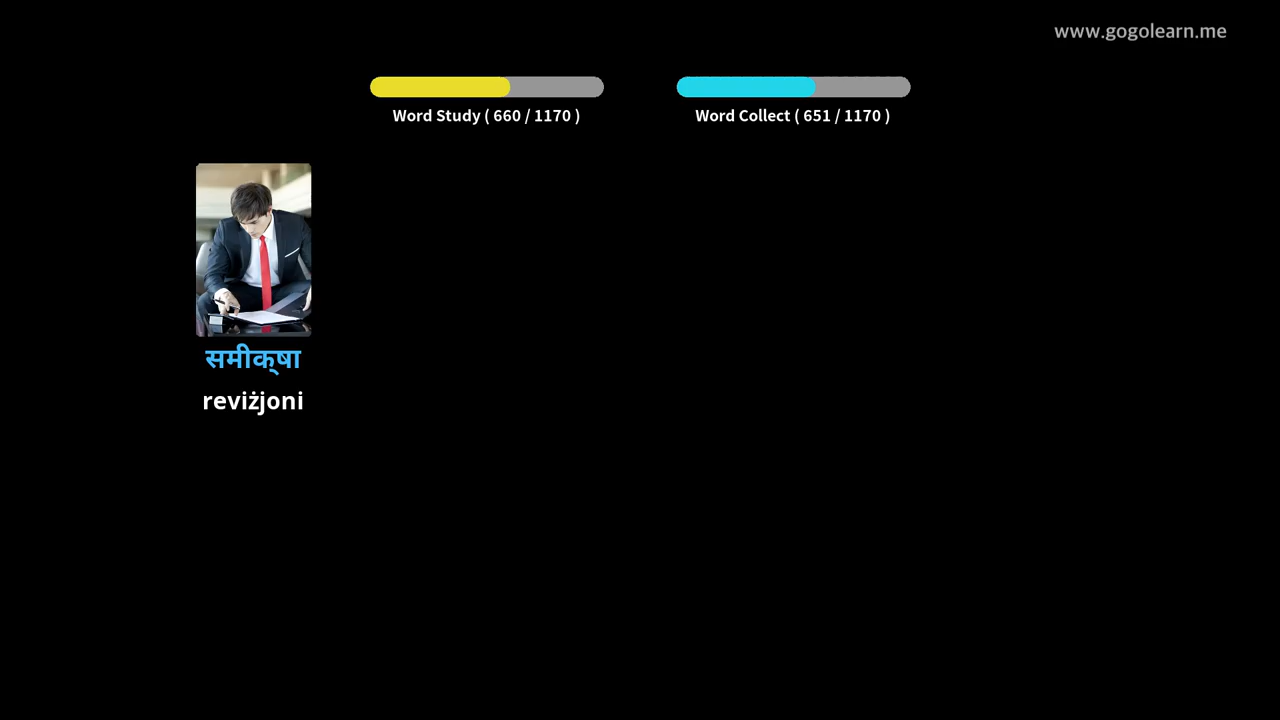 www.gogolearn.me
Word Study ( 660 / 1170 )
Word Collect ( 651 / 1170 )
समीक्षा
reviżjoni